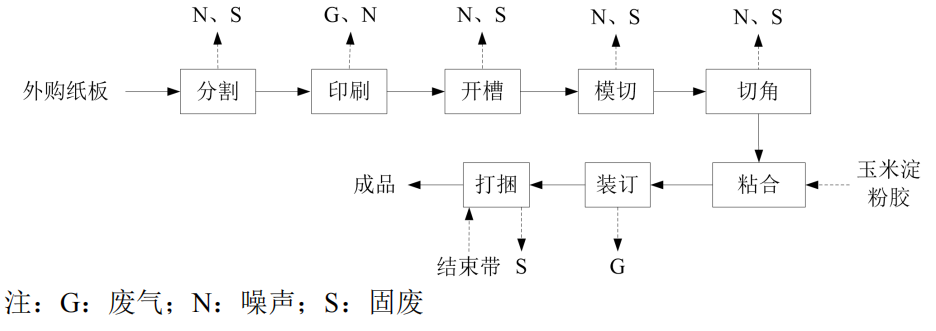 N、S G、N N、S N、S N、S
外购纸板 分割 印刷 开槽 模切 切角
成品 打捆 装订 粘合 玉米淀
粉胶
结束带 S G
注：G：废气；N：噪声；S：固废